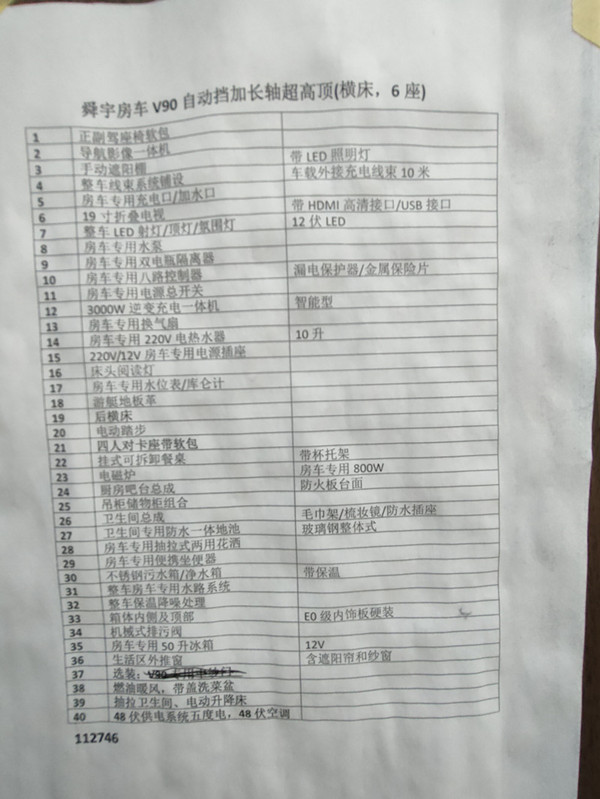 舜宇房车 V90 自动挡加长轴超高顶(横床，6 座)
1 正副驾座椅软包
2 导航影像一体机
3 手动遮阳棚 带 LED 照明灯
4 整车线束系统铺设
5 房车专用充电口/加水口 车载外接充电线束 10 米
6 19 寸折叠电视 带 HDMI 高清接口/USB 接口
7 整车 LED 射灯/顶灯/氛围灯 12 伏 LED
8 房车专用水泵
9 房车专用双电瓶隔离器
10 房车专用八路控制器 漏电保护器/金属保险片
11 房车专用电源总开关
12 3000W 逆变充电一体机 智能型
13 房车专用换气扇
14 房车专用 220V 电热水器 10 升
15 220V/12V 房车专用电源插座
16 床头阅读灯
17 房车专用水位表/库仑计
18 游艇地板革
19 后横床
20 电动踏步
21 四人对卡座带软包
22 挂式可拆卸餐桌 带杯托架
23 电磁炉 房车专用 800W
24 厨房吧台总成 防火板台面
25 吊柜储物柜组合
26 卫生间总成 毛巾架/梳妆镜/防水插座
27 卫生间专用防水一体地池 玻璃钢整体式
28 房车专用抽拉式两用花洒
29 房车专用便携坐便器
30 不锈钢污水箱/净水箱 带保温
31 整车房车专用水路系统
32 整车保温降噪处理
33 箱体内侧及顶部 E0 级内饰板硬装
34 机械式排污阀
35 房车专用 50 升冰箱 12V
36 生活区外推窗 含遮阳帘和纱窗
37 选装：
38 燃油暖风，带盖洗菜盆
39 抽拉卫生间、电动升降床
40 48 伏供电系统五度电，48 伏空调
112746